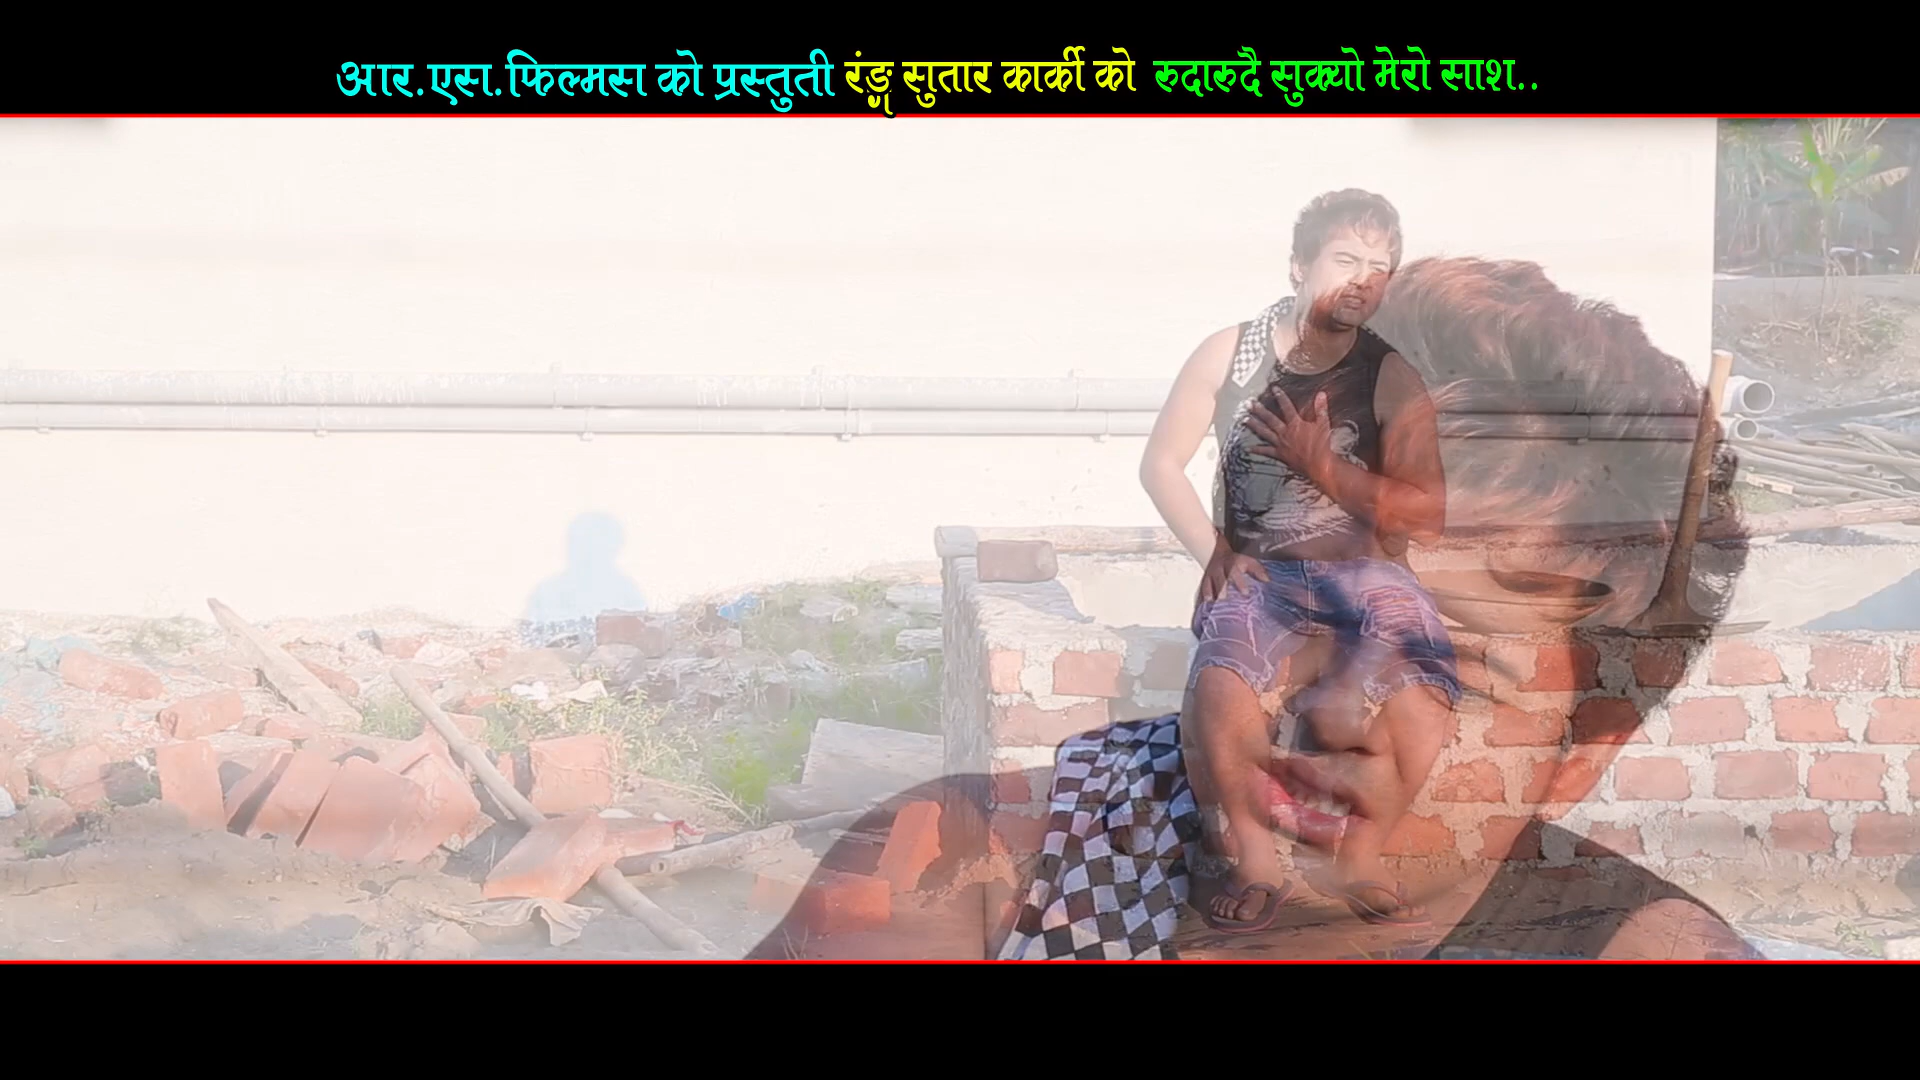 आर.एस.फिल्मस को प्रस्तुती रंङ्ग सुतार कार्की को रुदारुदै सुक्यो मेरो साश..